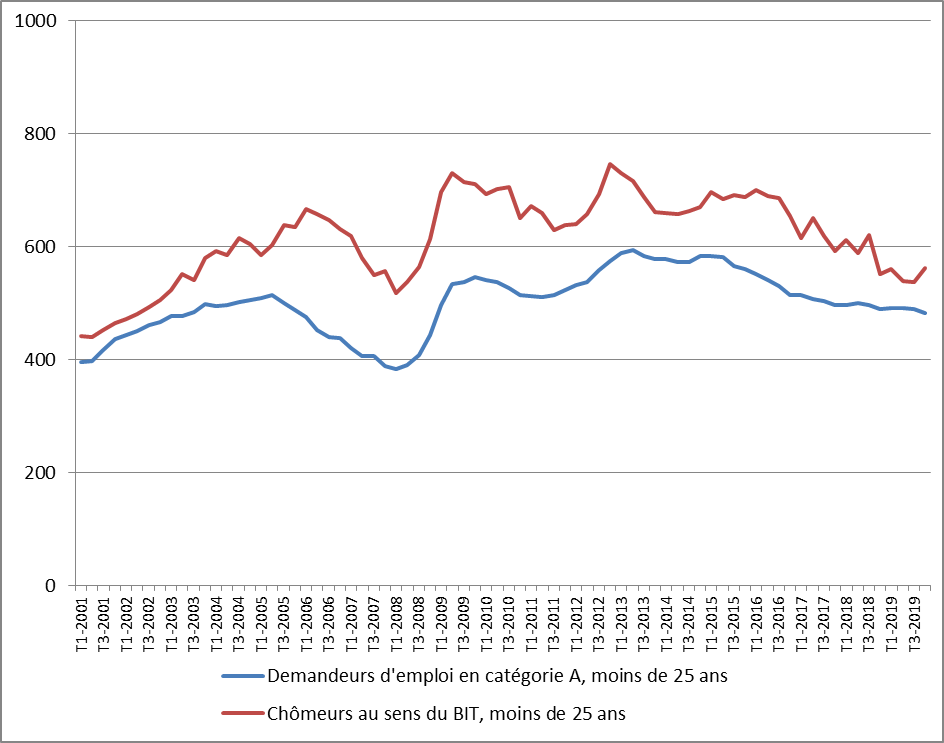 1000
800
600
400
200
0
T1-2001
T3-2001
T1-2002
T3-2002
T1-2003
T3-2003
T1-2004
T3-2004
T1-2005
T3-2005
T1-2006
T3-2006
T1-2007
T3-2007
T1-2008
T3-2008
T1-2009
T3-2009
T1-2010
T3-2010
T1-2011
T3-2011
T1-2012
T3-2012
T1-2013
T3-2013
T1-2014
T3-2014
T1-2015
T3-2015
T1-2016
T3-2016
T1-2017
T3-2017
T1-2018
T3-2018
T1-2019
T3-2019
Demandeurs d'emploi en catégorie A, moins de 25 ans
Chômeurs au sens du BIT, moins de 25 ans